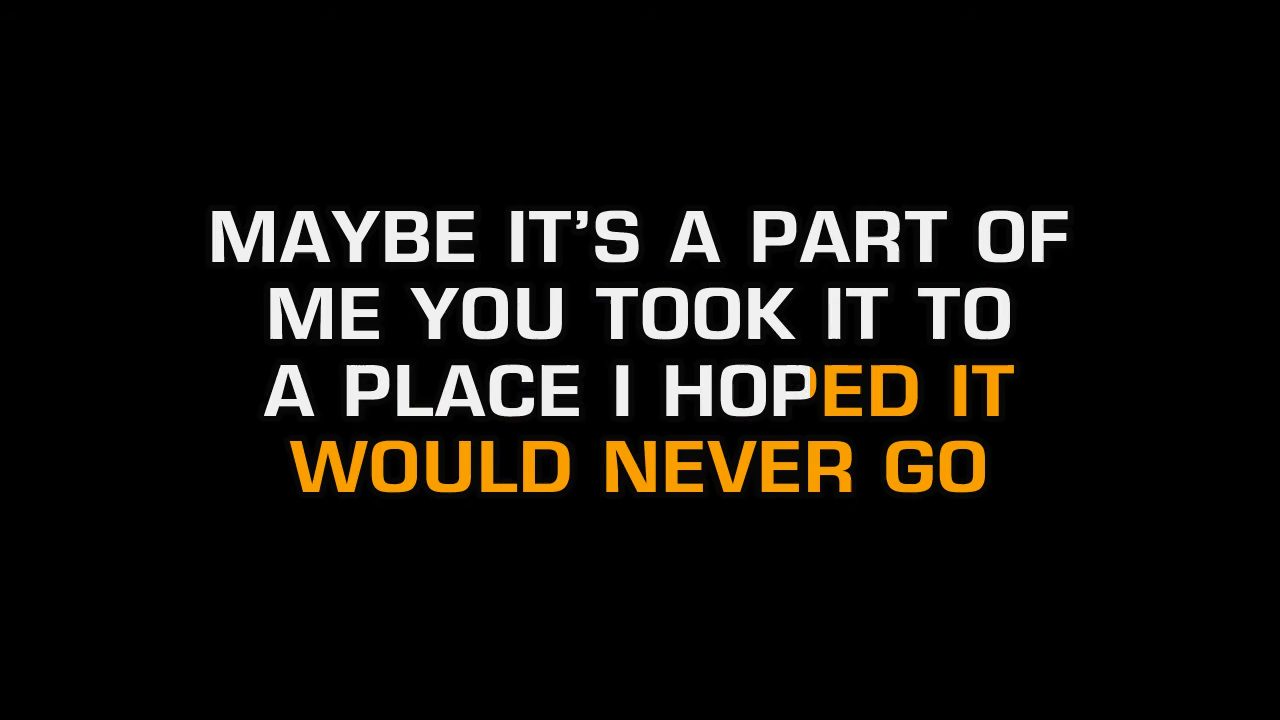 MAYBE IT’S A PART OF
ME YOU TOOK IT TO
A PLACE I HOPED IT
WOULD NEVER GO